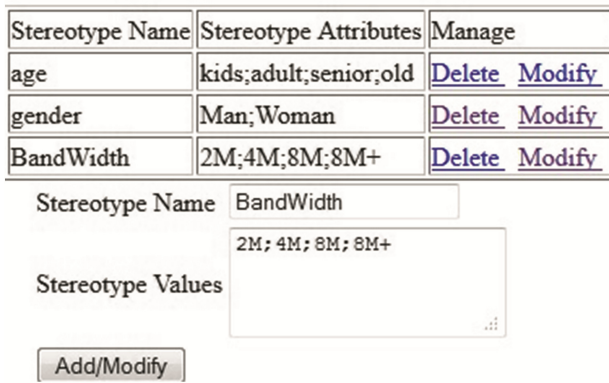 Stereotype Name Stereotype Attributes Manage
age kids;adult;senior;old Delete Modify
gender Man;Woman Delete Modify
BandWidth 2M;4M;8M;8M+ Delete Modify
Stereotype Name BandWidth
2M;4M;8M;8M+
Stereotype Values
Add/Modify